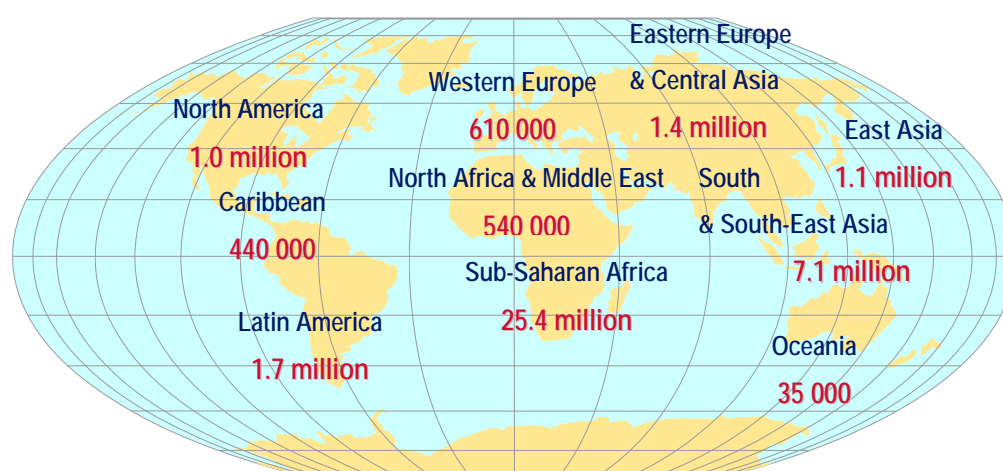 Eastern Europe
& Central Asia
1.4 million
Western Europe
610 000
North America
1.0 million
East Asia
1.1 million
North Africa & Middle East
540 000
South
& South-East Asia
7.1 million
Caribbean
440 000
Sub-Saharan Africa
25.4 million
Latin America
1.7 million
Oceania
35 000